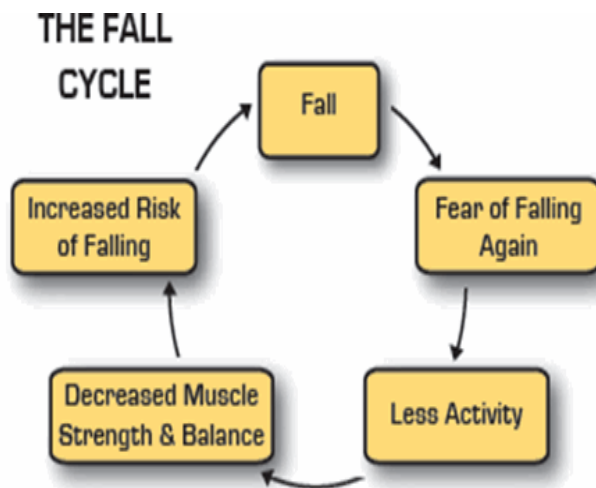 THE FALL
CYCLE
Fall
Fear of Falling
Again
Less Activity
Decreased Muscle
Strength & Balance
Increased Risk
of Falling